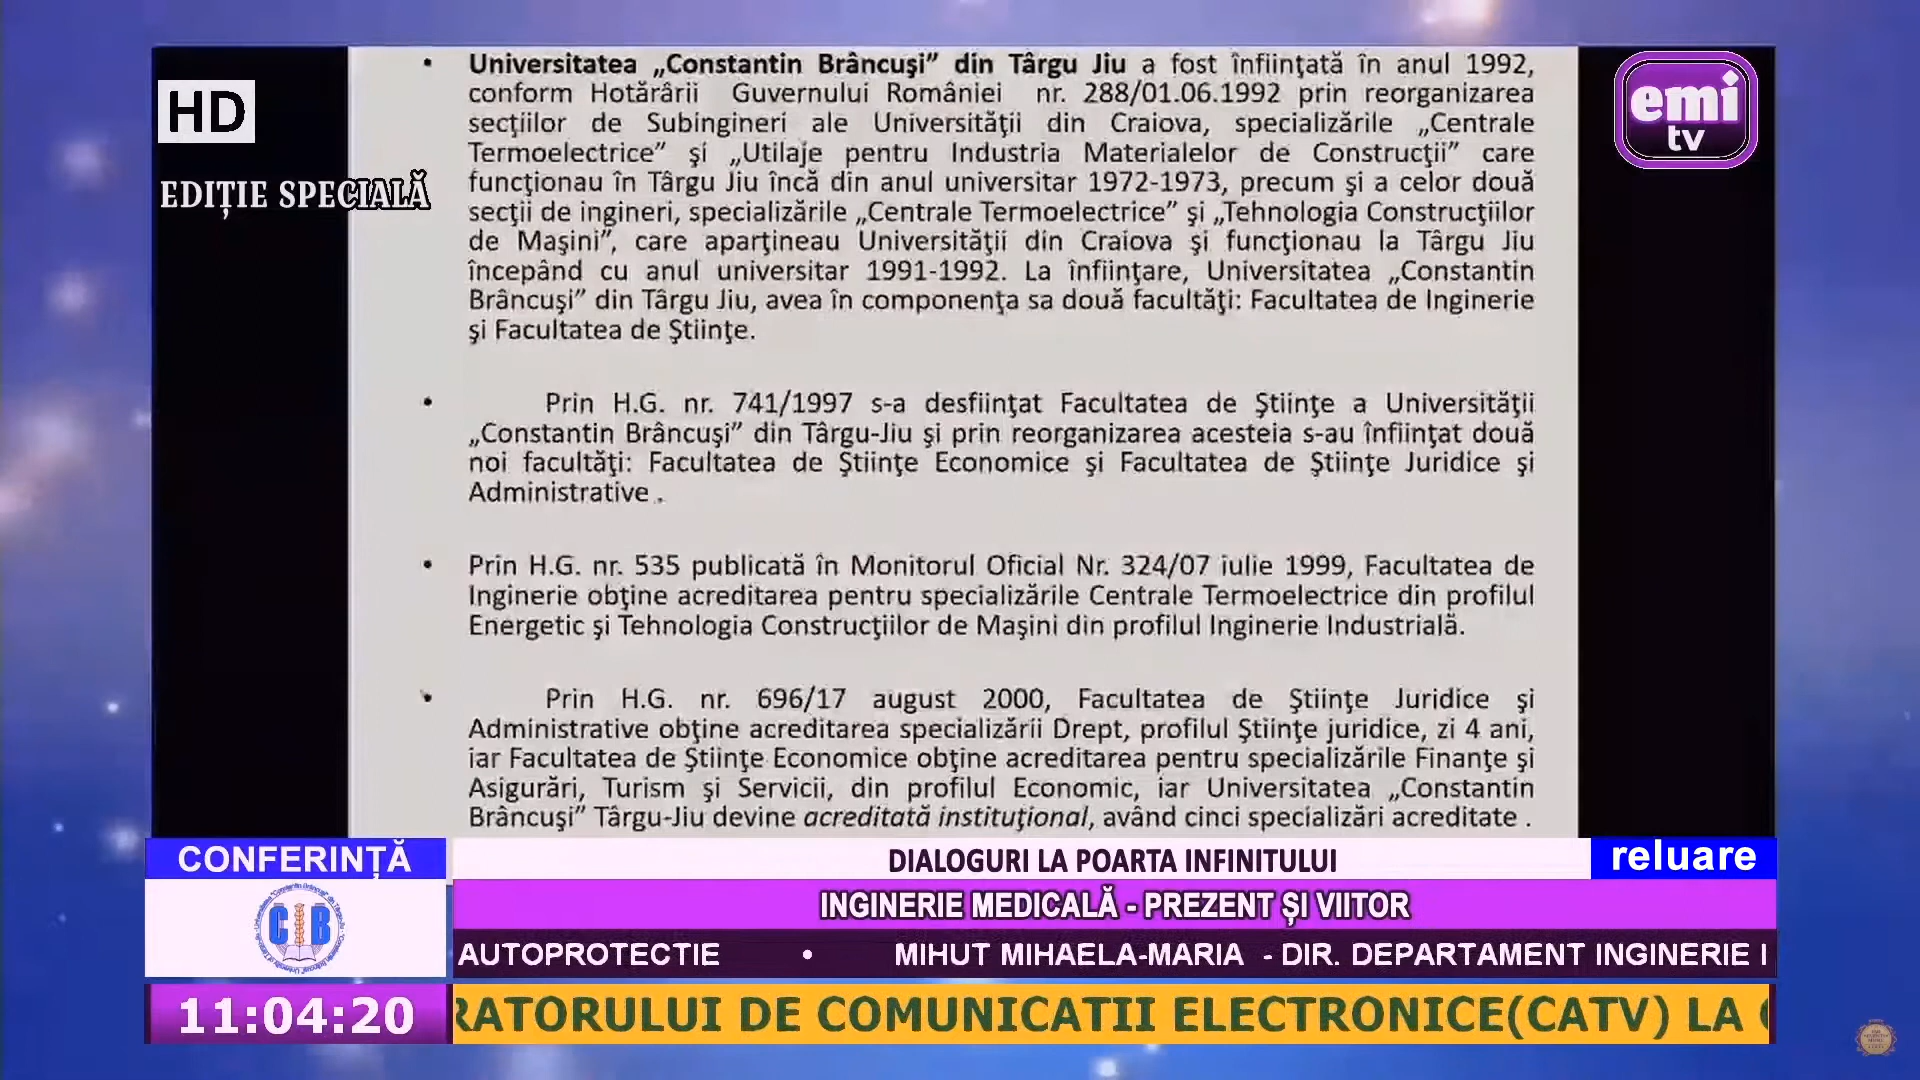 HD
EDIȚIE SPECIALĂ
emi
tv
• Universitatea „Constantin Brâncuşi” din Târgu Jiu a fost înfiinţată în anul 1992,
conform Hotărârii Guvernului României nr. 288/01.06.1992 prin reorganizarea
secţiilor de Subingineri ale Universităţii din Craiova, specializările „Centrale
Termoelectrice” şi „Utilaje pentru Industria Materialelor de Construcţii” care
funcţionau în Târgu Jiu încă din anul universitar 1972-1973, precum şi a celor două
secţii de ingineri, specializările „Centrale Termoelectrice” şi „Tehnologia Construcţiilor
de Maşini”, care aparţineau Universităţii din Craiova şi funcţionau la Târgu Jiu
începând cu anul universitar 1991-1992. La înfiinţare, Universitatea „Constantin
Brâncuşi” din Târgu Jiu, avea în componenţa sa două facultăţi: Facultatea de Inginerie
şi Facultatea de Ştiinţe.
• Prin H.G. nr. 741/1997 s-a desfiinţat Facultatea de Ştiinţe a Universităţii
„Constantin Brâncuşi” din Târgu-Jiu şi prin reorganizarea acesteia s-au înfiinţat două
noi facultăţi: Facultatea de Ştiinţe Economice şi Facultatea de Ştiinţe Juridice şi
Administrative .
• Prin H.G. nr. 535 publicată în Monitorul Oficial Nr. 324/07 iulie 1999, Facultatea de
Inginerie obţine acreditarea pentru specializările Centrale Termoelectrice din profilul
Energetic şi Tehnologia Construcţiilor de Maşini din profilul Inginerie Industrială.
• Prin H.G. nr. 696/17 august 2000, Facultatea de Ştiinţe Juridice şi
Administrative obţine acreditarea specializării Drept, profilul Ştiinţe juridice, zi 4 ani,
iar Facultatea de Ştiinţe Economice obţine acreditarea pentru specializările Finanţe şi
Asigurări, Turism şi Servicii, din profilul Economic, iar Universitatea „Constantin
Brâncuşi” Târgu-Jiu devine acreditată instituţional, având cinci specializări acreditate .
CONFERINȚĂ
DIALOGURI LA POARTA INFINITULUI
reluare
INGINERIE MEDICALĂ - PREZENT ȘI VIITOR
CB
AUTOPROTECTIE • MIHUT MIHAELA-MARIA - DIR. DEPARTAMENT INGINERIE I
11:04:20
RATORULUI DE COMUNICATII ELECTRONICE(CATV) LA